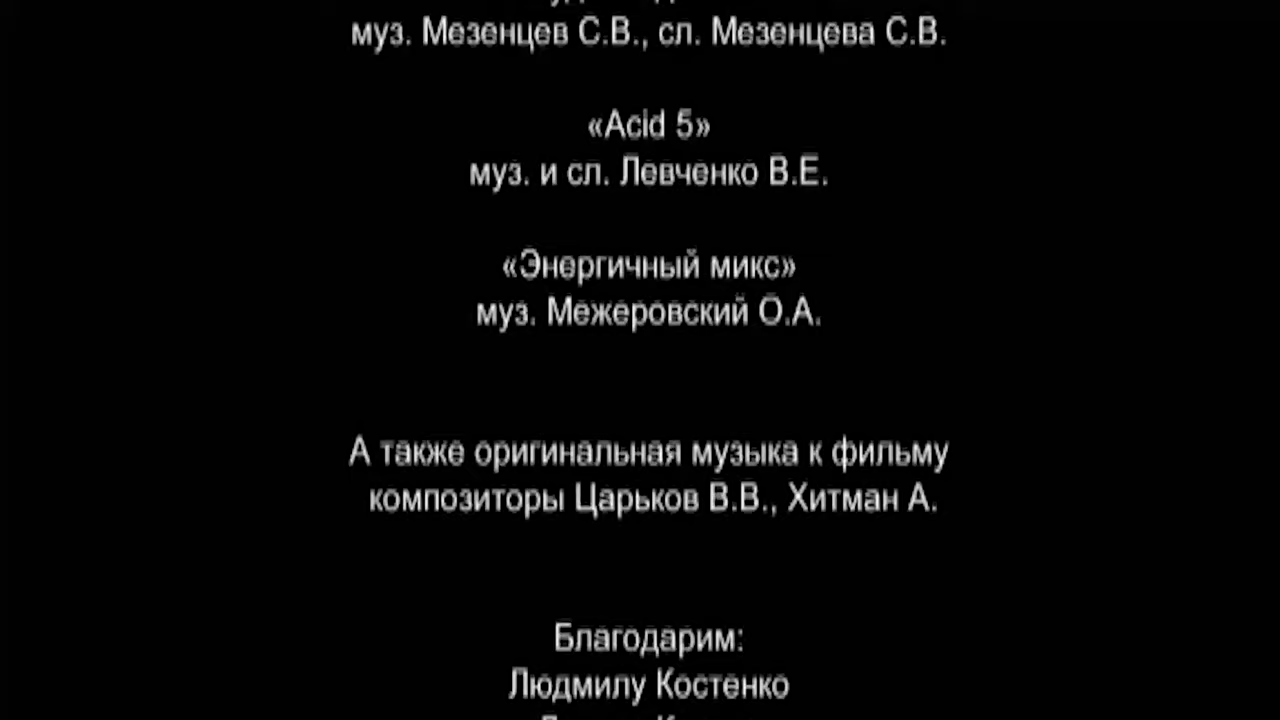 муз. Мезенцев С.В., сл. Мезенцева С.В.
«Acid 5»
муз. и сл. Левченко В.Е.
«Энергичный микс»
муз. Межеровский О.А.
А также оригинальная музыка к фильму
композиторы Царьков В.В., Хитман А.
Благодарим:
Людмилу Костенко